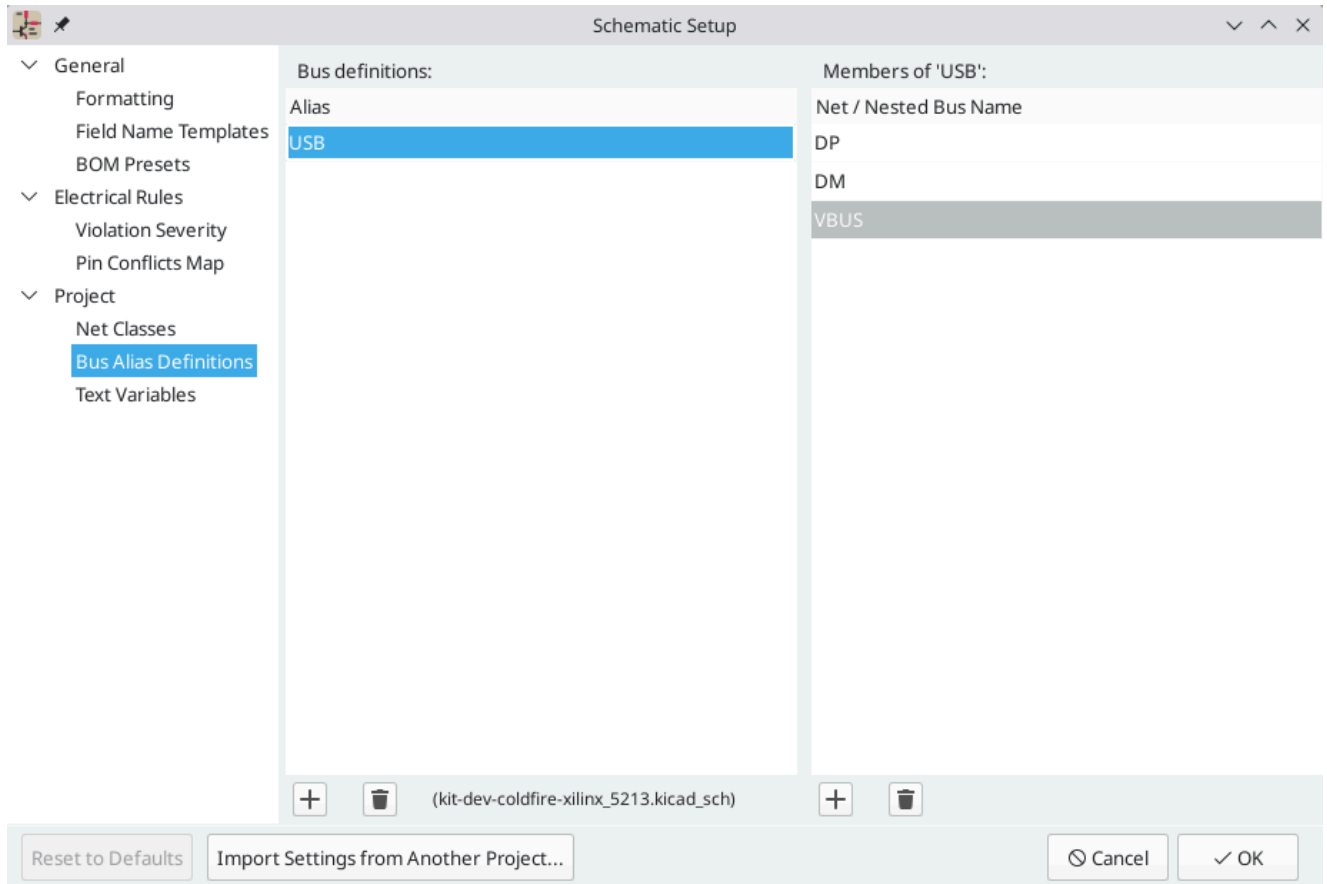 Schematic Setup
General
Formatting
Field Name Templates
BOM Presets
Electrical Rules
Violation Severity
Pin Conflicts Map
Project
Net Classes
Bus Alias Definitions
Text Variables
Bus definitions:
Alias
USB
(kit-dev-coldfire-xilinx_5213.kicad_sch)
Members of 'USB':
Net / Nested Bus Name
DP
DM
VBUS
Reset to Defaults
Import Settings from Another Project...
Cancel
OK